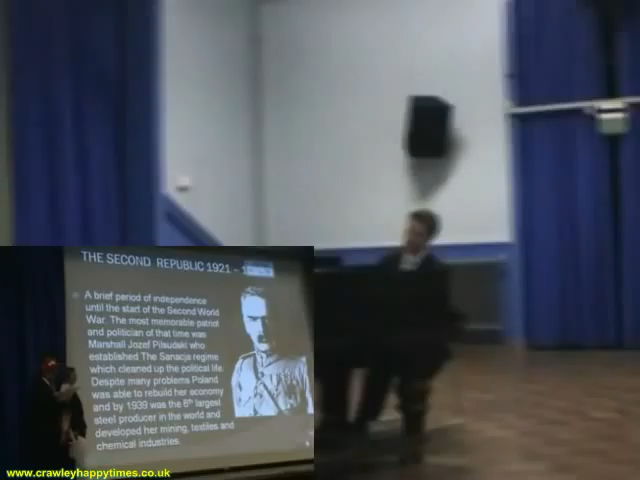 THE SECOND REPUBLIC 1921 –
A brief period of independence
until the start of the Second World
War. The most memorable patriot
and politician of that time was
Marshall Jozef Pilsudski who
established The Sanacja regime
which cleaned up the political life.
Despite many problems Poland
was able to rebuild her economy
and by 1939 was the 8th largest
steel producer in the world and
developed her mining, textiles and
chemical industries.
www.crawleyhappytimes.co.uk